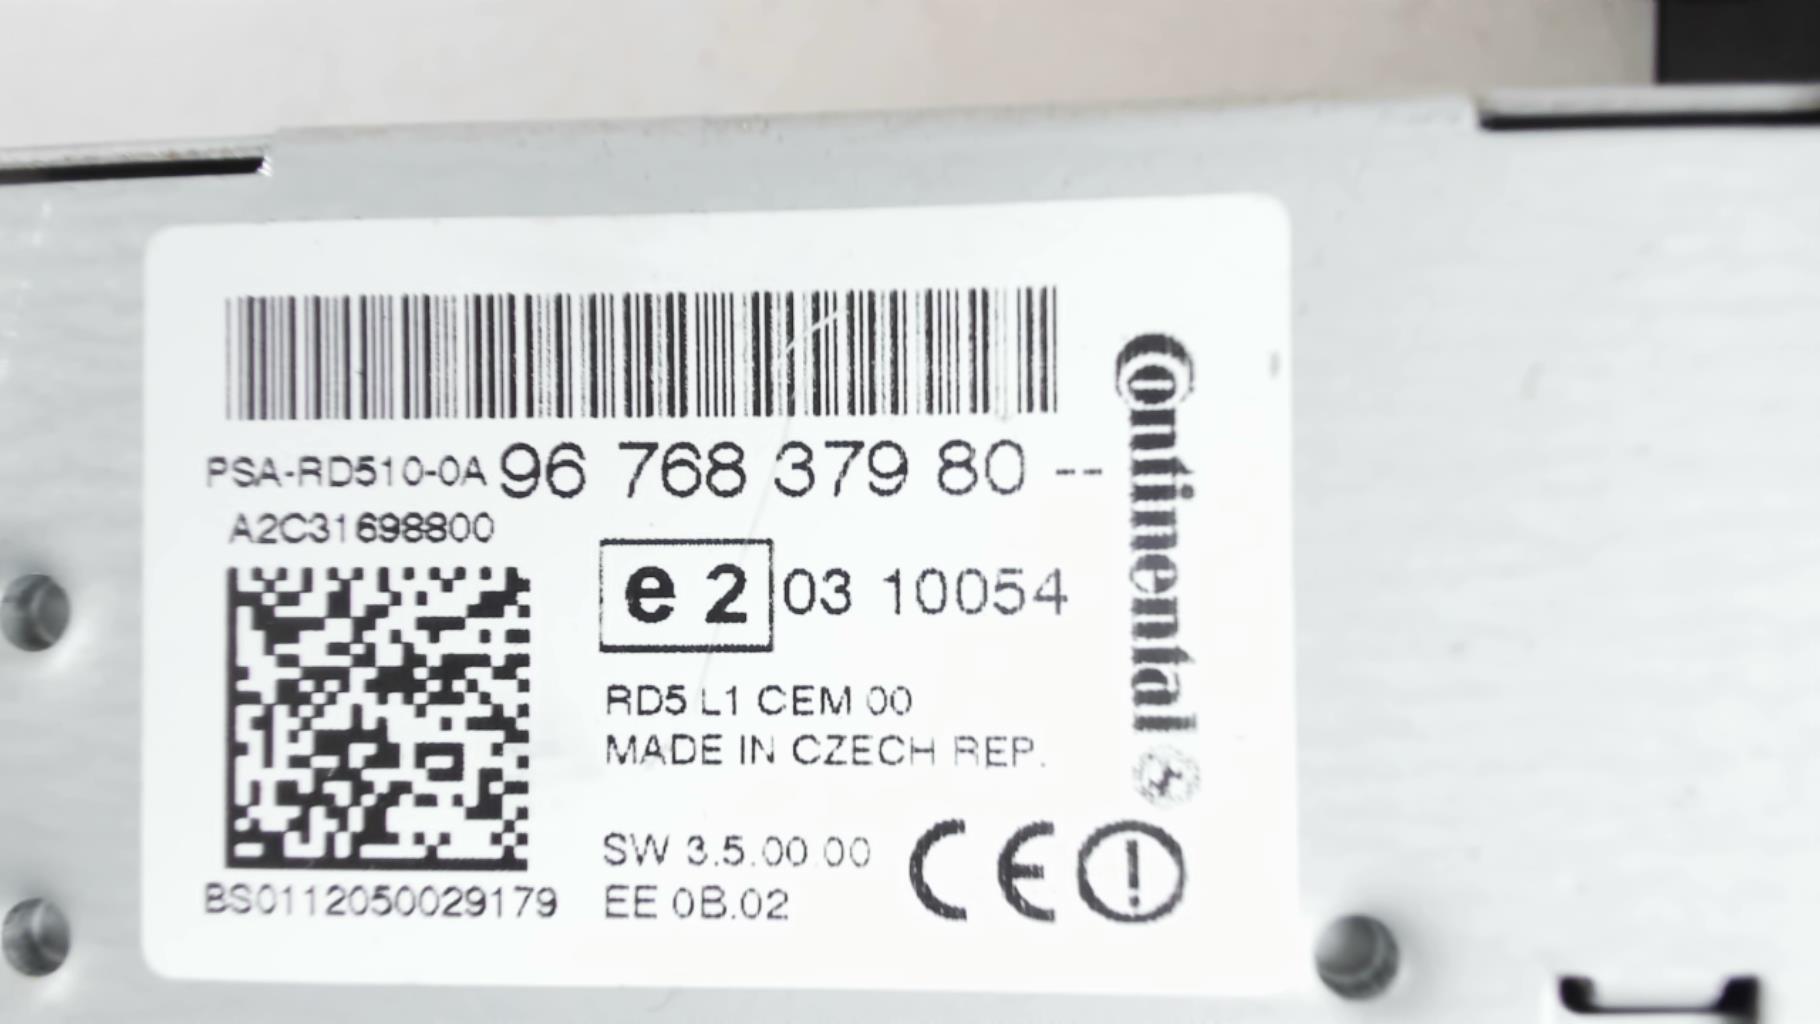 PSA-RD510-0A 96 768 379 80 --
A2C31698800
e2 03 10054
RD5 L1 CEM 00
MADE IN CZECH REP.
SW 3.5.00.00
EE 0B.02
BS0112050029179
CE
Continental